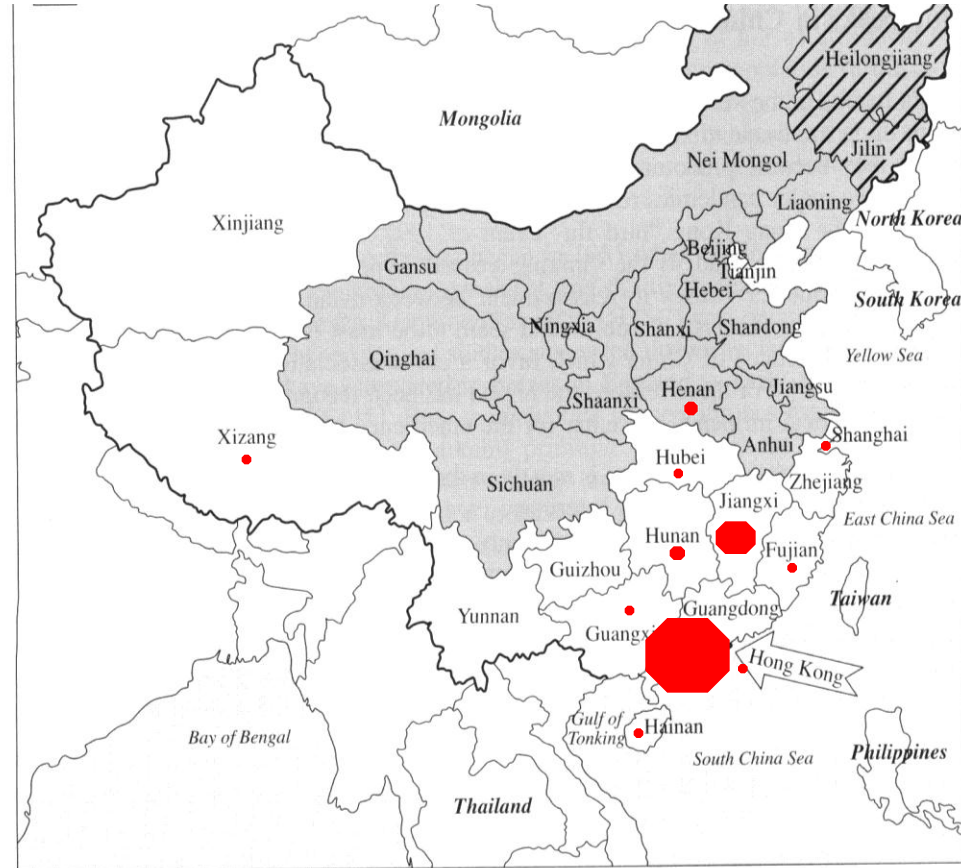 Heilongjiang
Mongolia
Jilin
Nei Mongol
Liaoning
Xinjiang
North Korea
Beijing
Gansu
Tianjin
Hebei
South Korea
Ningxia
Shanxi
Shandong
Yellow Sea
Qinghai
Henan
Jiangsu
Shaanxi
Xizang
Shanghai
Anhui
Hubei
Zhejiang
Sichuan
Jiangxi
East China Sea
Hunan
Fujian
Guizhou
Taiwan
Yunnan
Guangdong
Guangxi
Hong Kong
Gulf of
Tonking
Hainan
Bay of Bengal
South China Sea
Philippines
Thailand